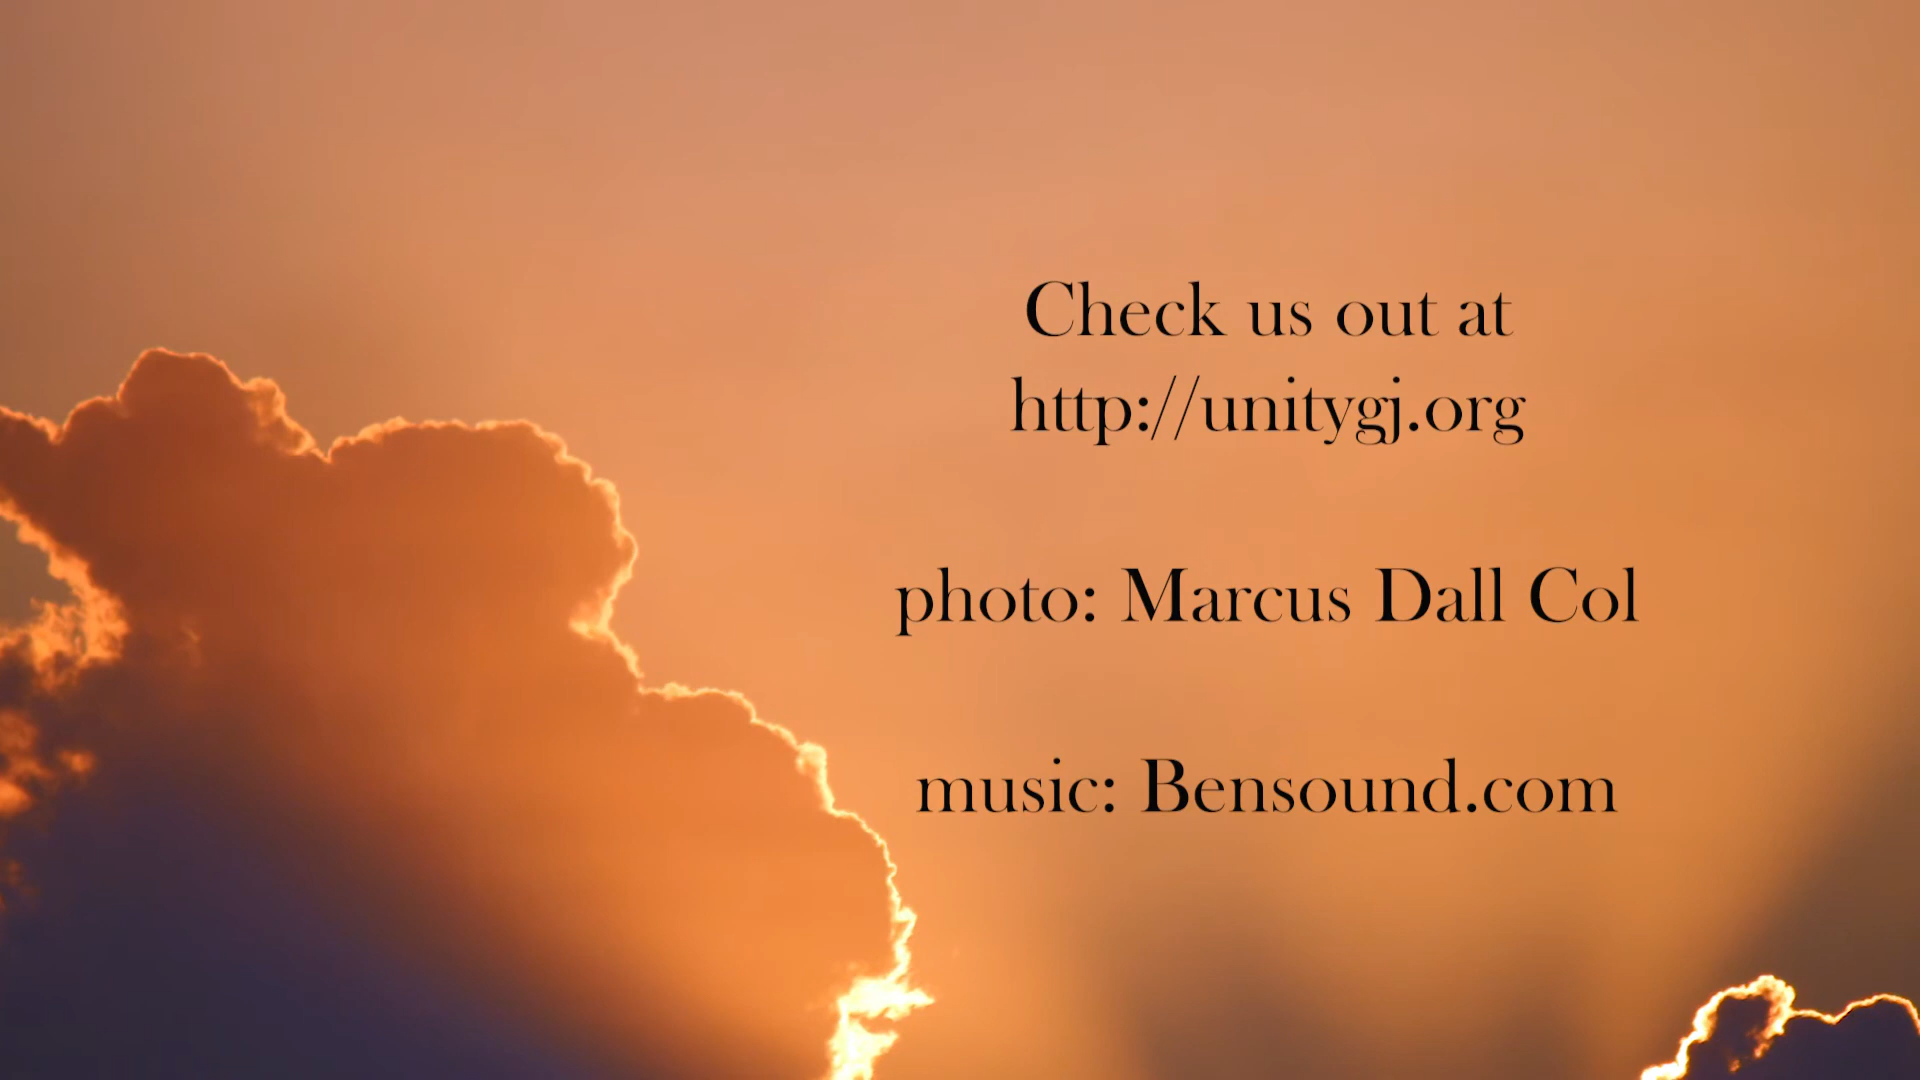 Check us out at
http://unitygj.org
photo: Marcus Dall Col
music: Bensound.com